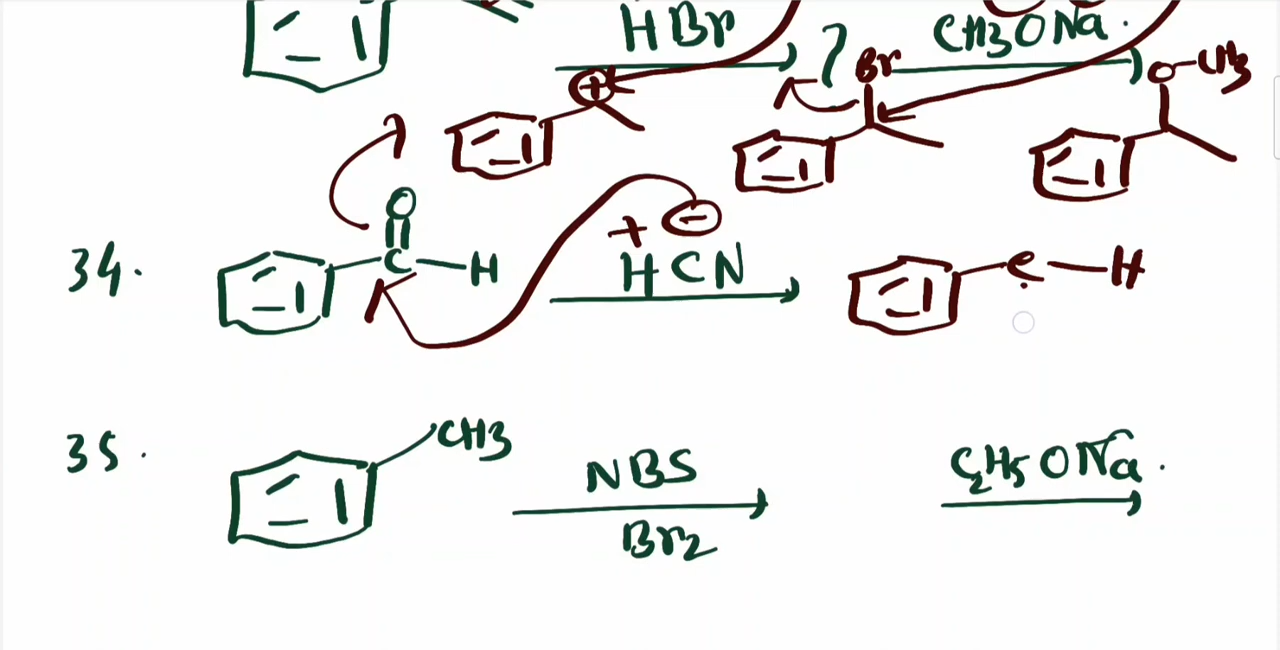 HBr ? CH3ONa.
+ Br O-CH3
34. O
C-H + -
HCN C-H
35. CH3 NBS C2H5ONa.
Br2